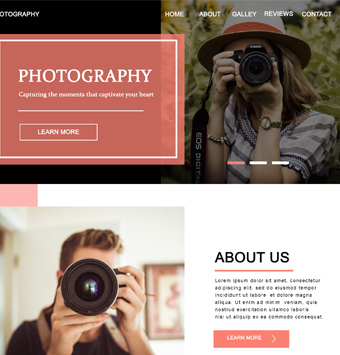 OTOGRAPHY
HOME ABOUT GALLEY REVIEWS CONTACT
PHOTOGRAPHY
Capturing the moments that captivate your heart
LEARN MORE
EOS DIGITAL
ABOUT US
Lorem ipsum dolor sit amet, consectetur
adipiscing elit, sed do eiusmod tempor
incididunt ut labore et dolore magna
aliqua. Ut enim ad minim veniam, quis
nostrud exercitation ullamco laboris
nisi ut aliquip ex ea commodo consequat.
LEARN MORE